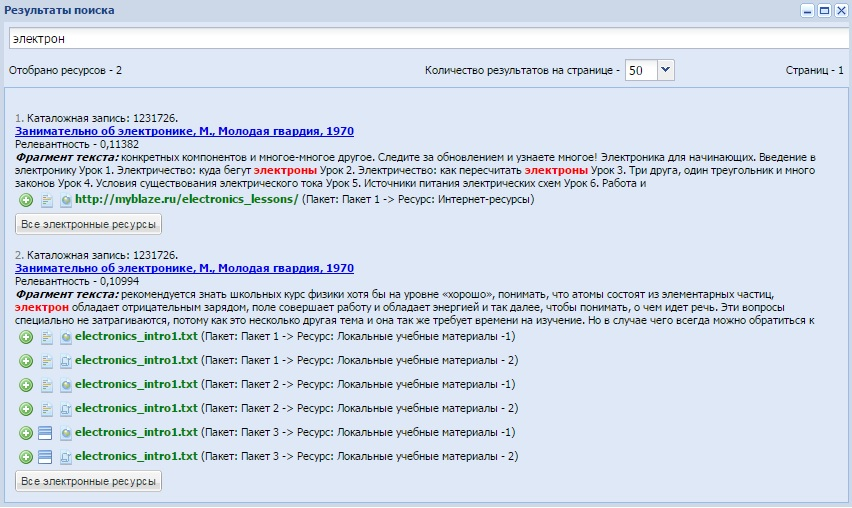 Результаты поиска
электрон
Отобрано ресурсов - 2 Количество результатов на странице - 50 Страниц - 1
1. Каталожная запись: 1231726.
Занимательно об электронике, М., Молодая гвардия, 1970
Релевантность - 0,11382
Фрагмент текста: конкретных компонентов и многое-многое другое. Следите за обновлением и узнаете многое! Электроника для начинающих. Введение в
электронику Урок 1. Электричество: куда бегут электроны Урок 2. Электричество: как пересчитать электроны Урок 3. Три друга, один треугольник и много
законов Урок 4. Условия существования электрического тока Урок 5. Источники питания электрических схем Урок 6. Работа и
http://myblaze.ru/electronics_lessons/ (Пакет: Пакет 1 -> Ресурс: Интернет-ресурсы)
Все электронные ресурсы
2. Каталожная запись: 1231726.
Занимательно об электронике, М., Молодая гвардия, 1970
Релевантность - 0,10994
Фрагмент текста: рекомендуется знать школьных курс физики хотя бы на уровне «хорошо», понимать, что атомы состоят из элементарных частиц,
электрон обладает отрицательным зарядом, поле совершает работу и обладает энергией и так далее, чтобы понимать, о чем идет речь. Эти вопросы
специально не затрагиваются, потому как это несколько другая тема и она так же требует времени на изучение. Но в случае чего всегда можно обратиться к
electronics_intro1.txt (Пакет: Пакет 1 -> Ресурс: Локальные учебные материалы -1)
electronics_intro1.txt (Пакет: Пакет 1 -> Ресурс: Локальные учебные материалы - 2)
electronics_intro1.txt (Пакет: Пакет 2 -> Ресурс: Локальные учебные материалы -1)
electronics_intro1.txt (Пакет: Пакет 2 -> Ресурс: Локальные учебные материалы - 2)
electronics_intro1.txt (Пакет: Пакет 3 -> Ресурс: Локальные учебные материалы -1)
electronics_intro1.txt (Пакет: Пакет 3 -> Ресурс: Локальные учебные материалы - 2)
Все электронные ресурсы